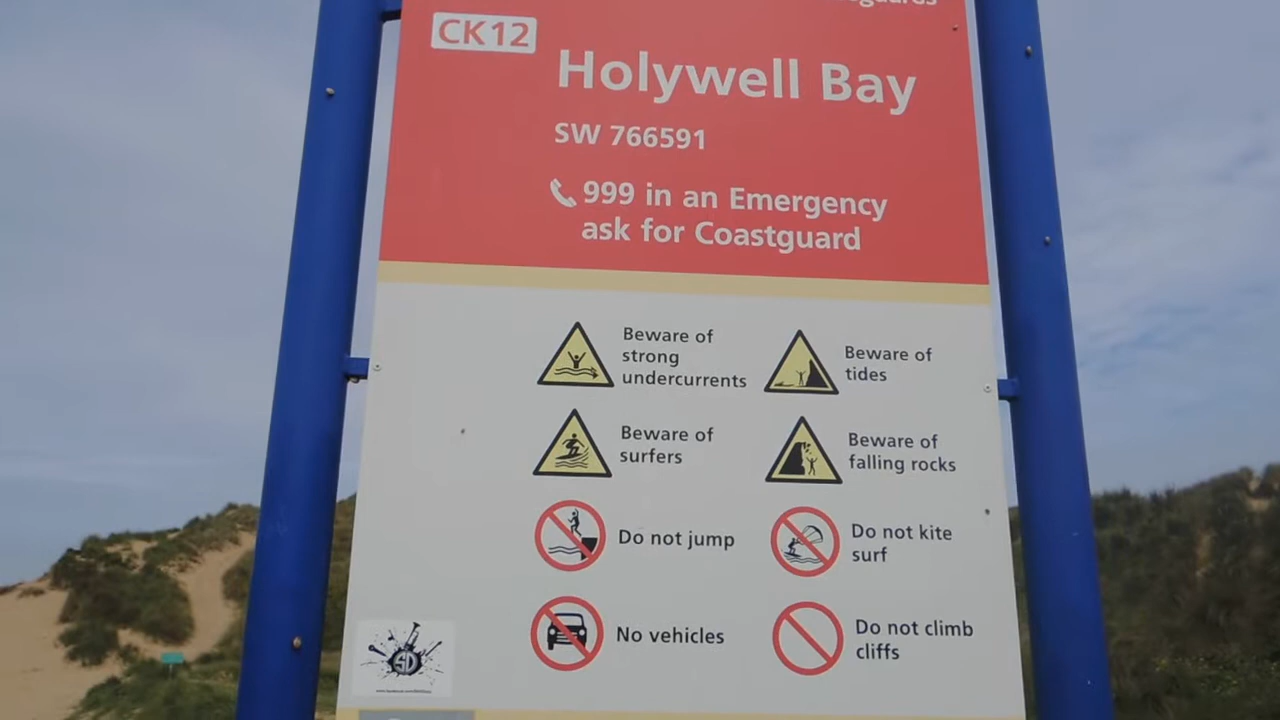 CK12
Holywell Bay
SW 766591
999 in an Emergency
ask for Coastguard
Beware of
strong
undercurrents
Beware of
tides
Beware of
surfers
Beware of
falling rocks
Do not jump
Do not kite
surf
No vehicles
Do not climb
cliffs
SD